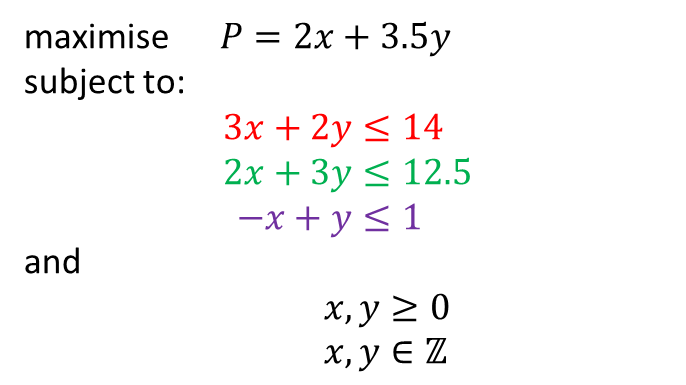 maximise P = 2x + 3.5y
subject to:
3x + 2y ≤ 14
2x + 3y ≤ 12.5
−x + y ≤ 1
and
x, y ≥ 0
x, y ∈ ℤ